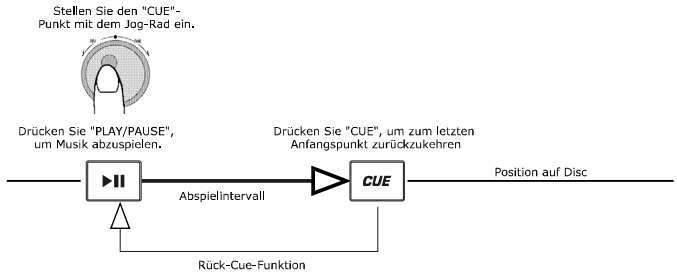 Stellen Sie den "CUE"-
Punkt mit dem Jog-Rad ein.
Drücken Sie "PLAY/PAUSE",
um Musik abzuspielen.
Drücken Sie "CUE", um zum letzten
Anfangspunkt zurückzukehren
CUE
Position auf Disc
Abspielintervall
Rück-Cue-Funktion